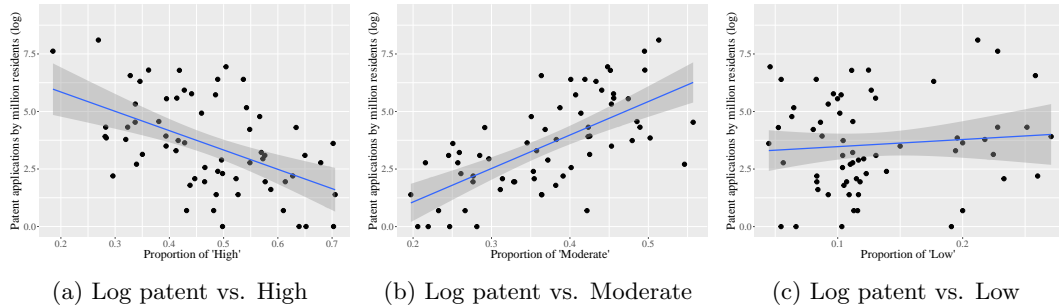 Patent applications by million residents (log)
7.5
5.0
2.5
0.0
0.2 0.3 0.4 0.5 0.6 0.7
Proportion of 'High'
(a) Log patent vs. High
Patent applications by million residents (log)
7.5
5.0
2.5
0.0
0.2 0.3 0.4 0.5
Proportion of 'Moderate'
(b) Log patent vs. Moderate
Patent applications by million residents (log)
7.5
5.0
2.5
0.0
0.1 0.2
Proportion of 'Low'
(c) Log patent vs. Low